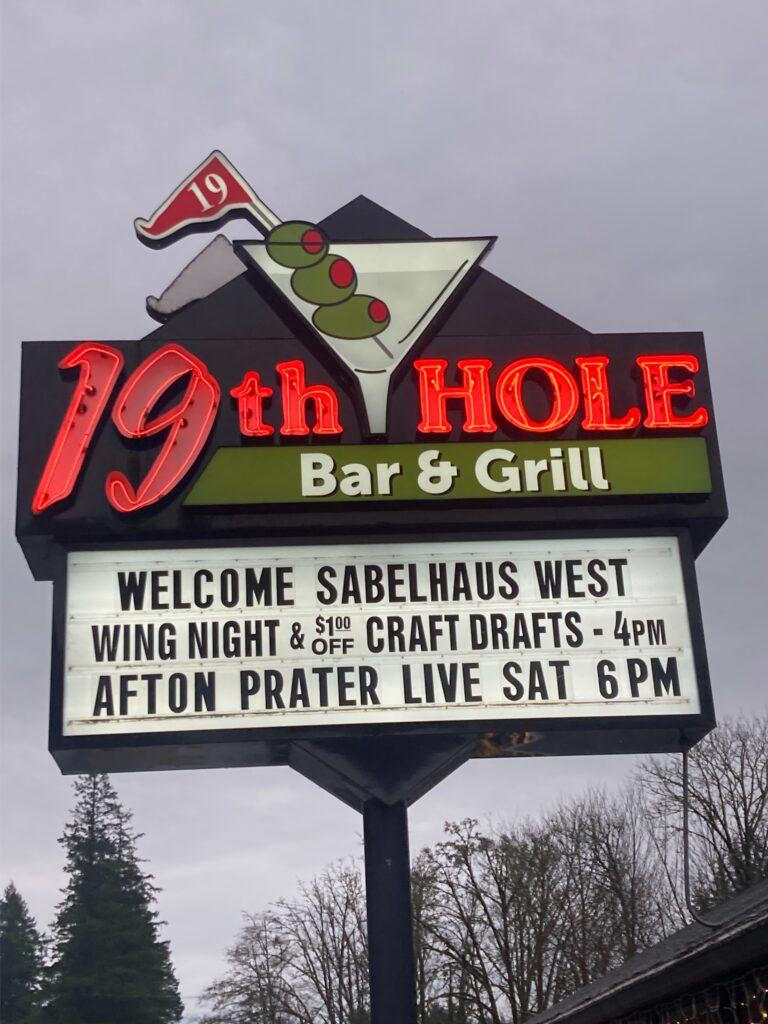 19
19th HOLE
Bar & Grill
WELCOME SABELHAUS WEST
WING NIGHT & $1.00 OFF CRAFT DRAFTS - 4PM
AFTON PRATER LIVE SAT 6PM